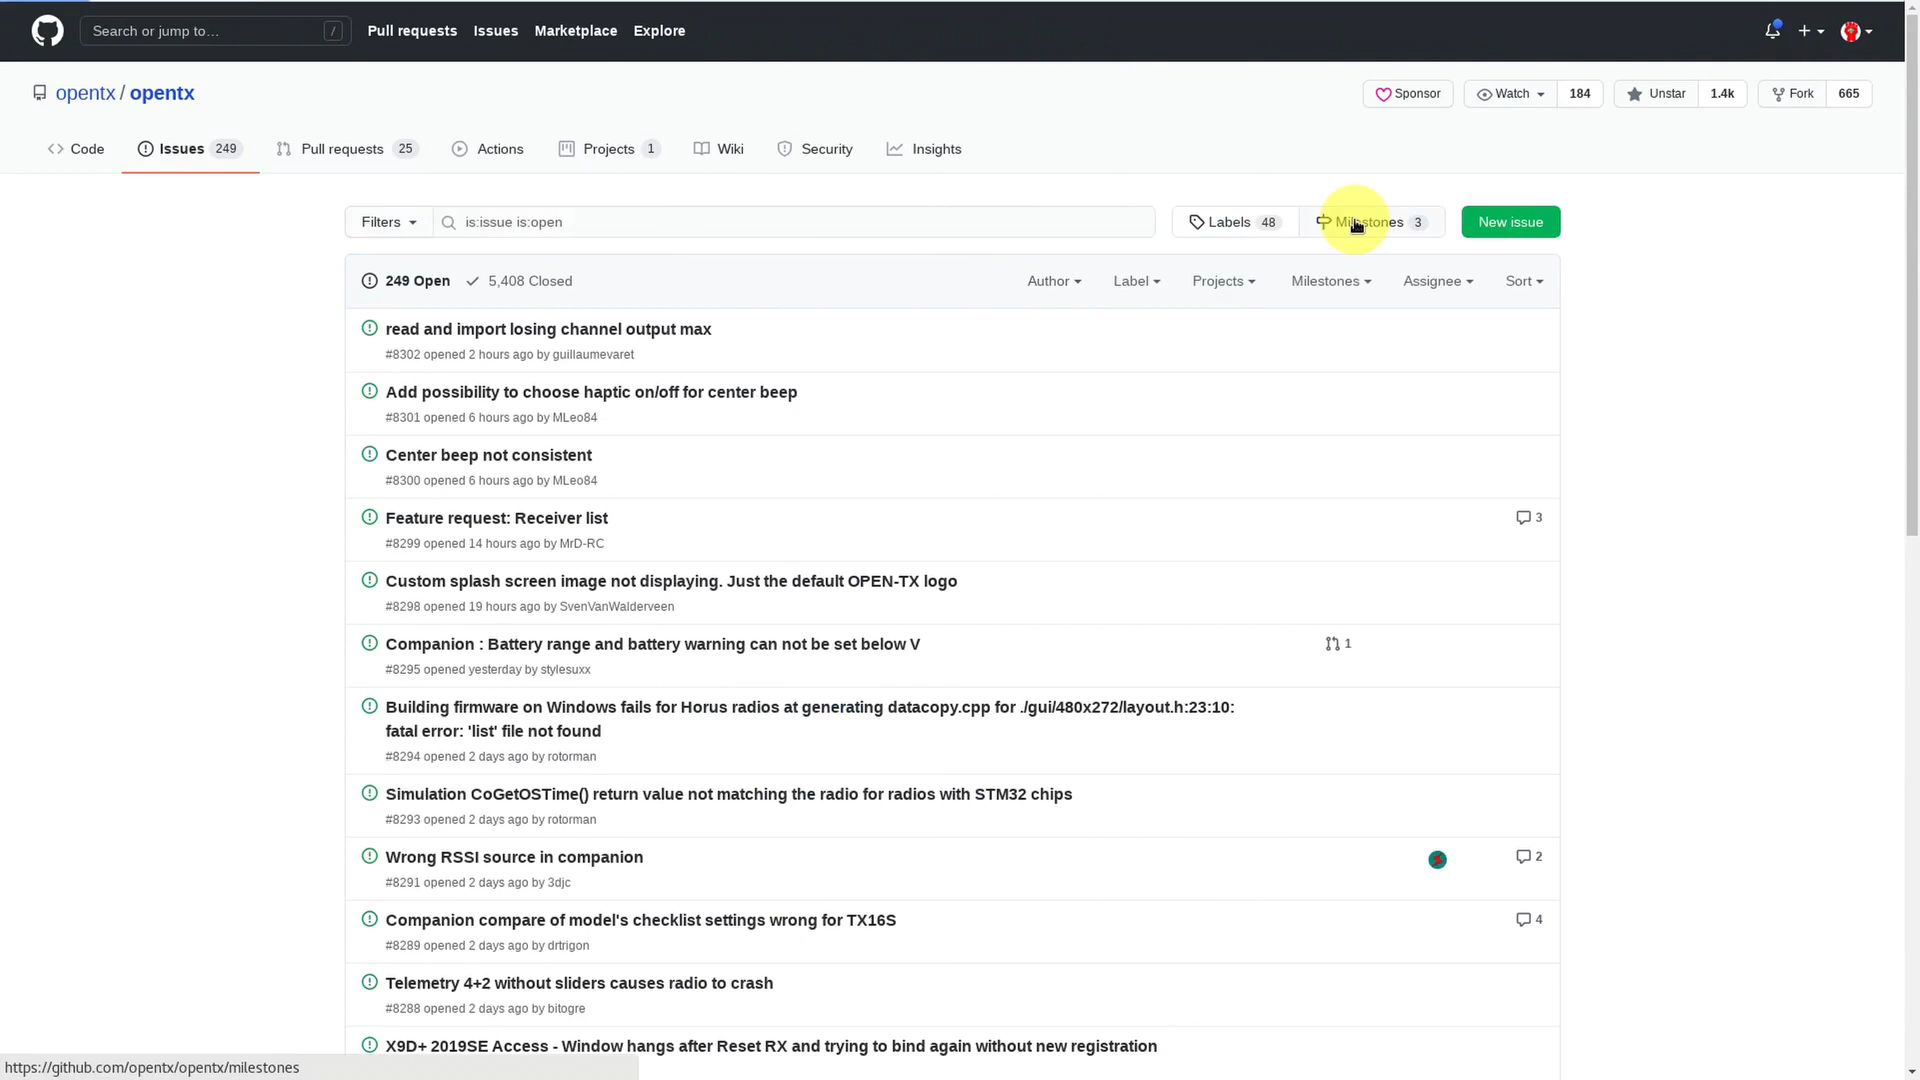 Search or jump to… /
Pull requests Issues Marketplace Explore
opentx / opentx
Sponsor Watch 184 Unstar 1.4k Fork 665
Code Issues 249 Pull requests 25 Actions Projects 1 Wiki Security Insights
Filters is:issue is:open Labels 48 Milestones 3 New issue
249 Open 5,408 Closed Author Label Projects Milestones Assignee Sort
read and import losing channel output max
#8302 opened 2 hours ago by guillaumevaret
Add possibility to choose haptic on/off for center beep
#8301 opened 6 hours ago by MLeo84
Center beep not consistent
#8300 opened 6 hours ago by MLeo84
Feature request: Receiver list 3
#8299 opened 14 hours ago by MrD-RC
Custom splash screen image not displaying. Just the default OPEN-TX logo
#8298 opened 19 hours ago by SvenVanWalderveen
Companion : Battery range and battery warning can not be set below V 1
#8295 opened yesterday by stylesuxx
Building firmware on Windows fails for Horus radios at generating datacopy.cpp for ./gui/480x272/layout.h:23:10:
fatal error: 'list' file not found
#8294 opened 2 days ago by rotorman
Simulation CoGetOSTime() return value not matching the radio for radios with STM32 chips
#8293 opened 2 days ago by rotorman
Wrong RSSI source in companion 2
#8291 opened 2 days ago by 3djc
Companion compare of model's checklist settings wrong for TX16S 4
#8289 opened 2 days ago by drtrigon
Telemetry 4+2 without sliders causes radio to crash
#8288 opened 2 days ago by bitogre
X9D+ 2019SE Access - Window hangs after Reset RX and trying to bind again without new registration
https://github.com/opentx/opentx/milestones